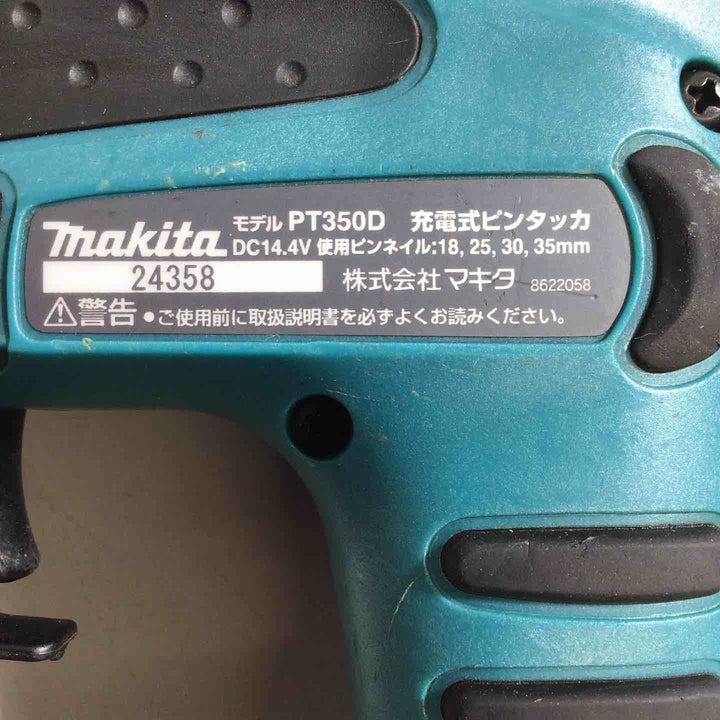 makita モデル PT350D 充電式ピンタッカ
DC14.4V 使用ピンネイル:18, 25, 30, 35mm
24358 株式会社 マキタ 8622058
⚠警告 ●ご使用前に取扱説明書を必ずよくお読みください。